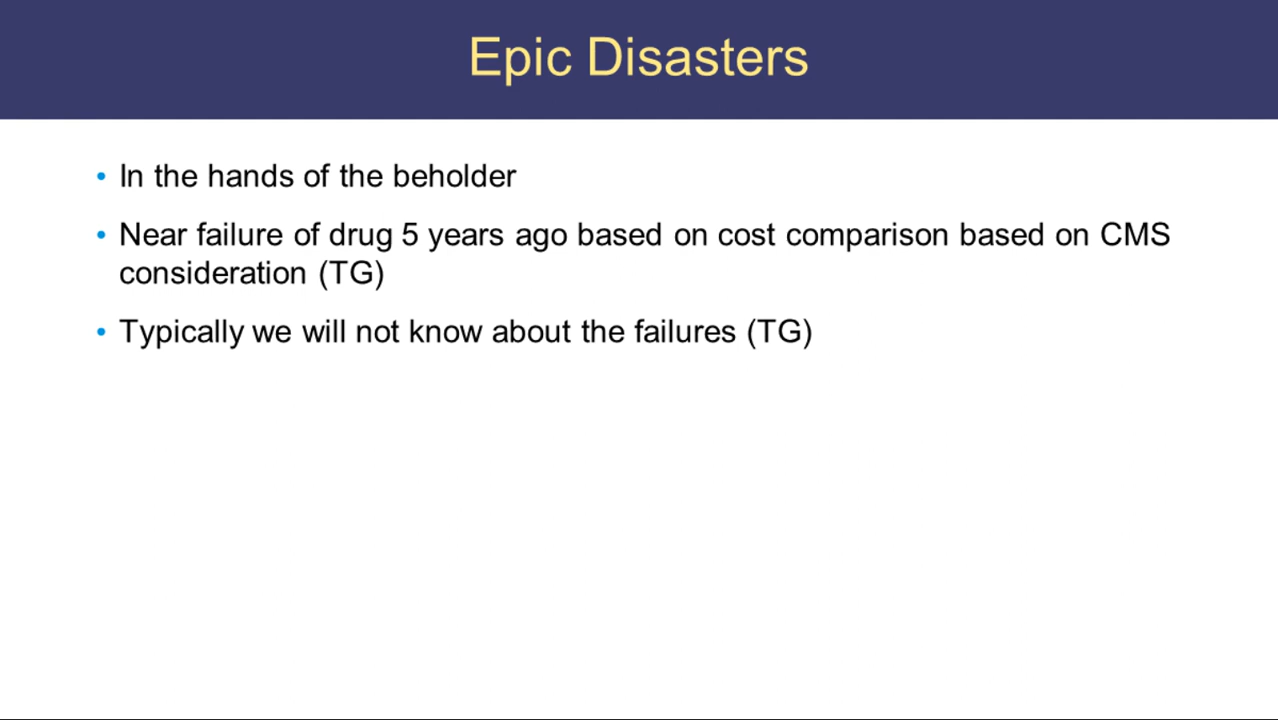 Epic Disasters
• In the hands of the beholder
• Near failure of drug 5 years ago based on cost comparison based on CMS
consideration (TG)
• Typically we will not know about the failures (TG)